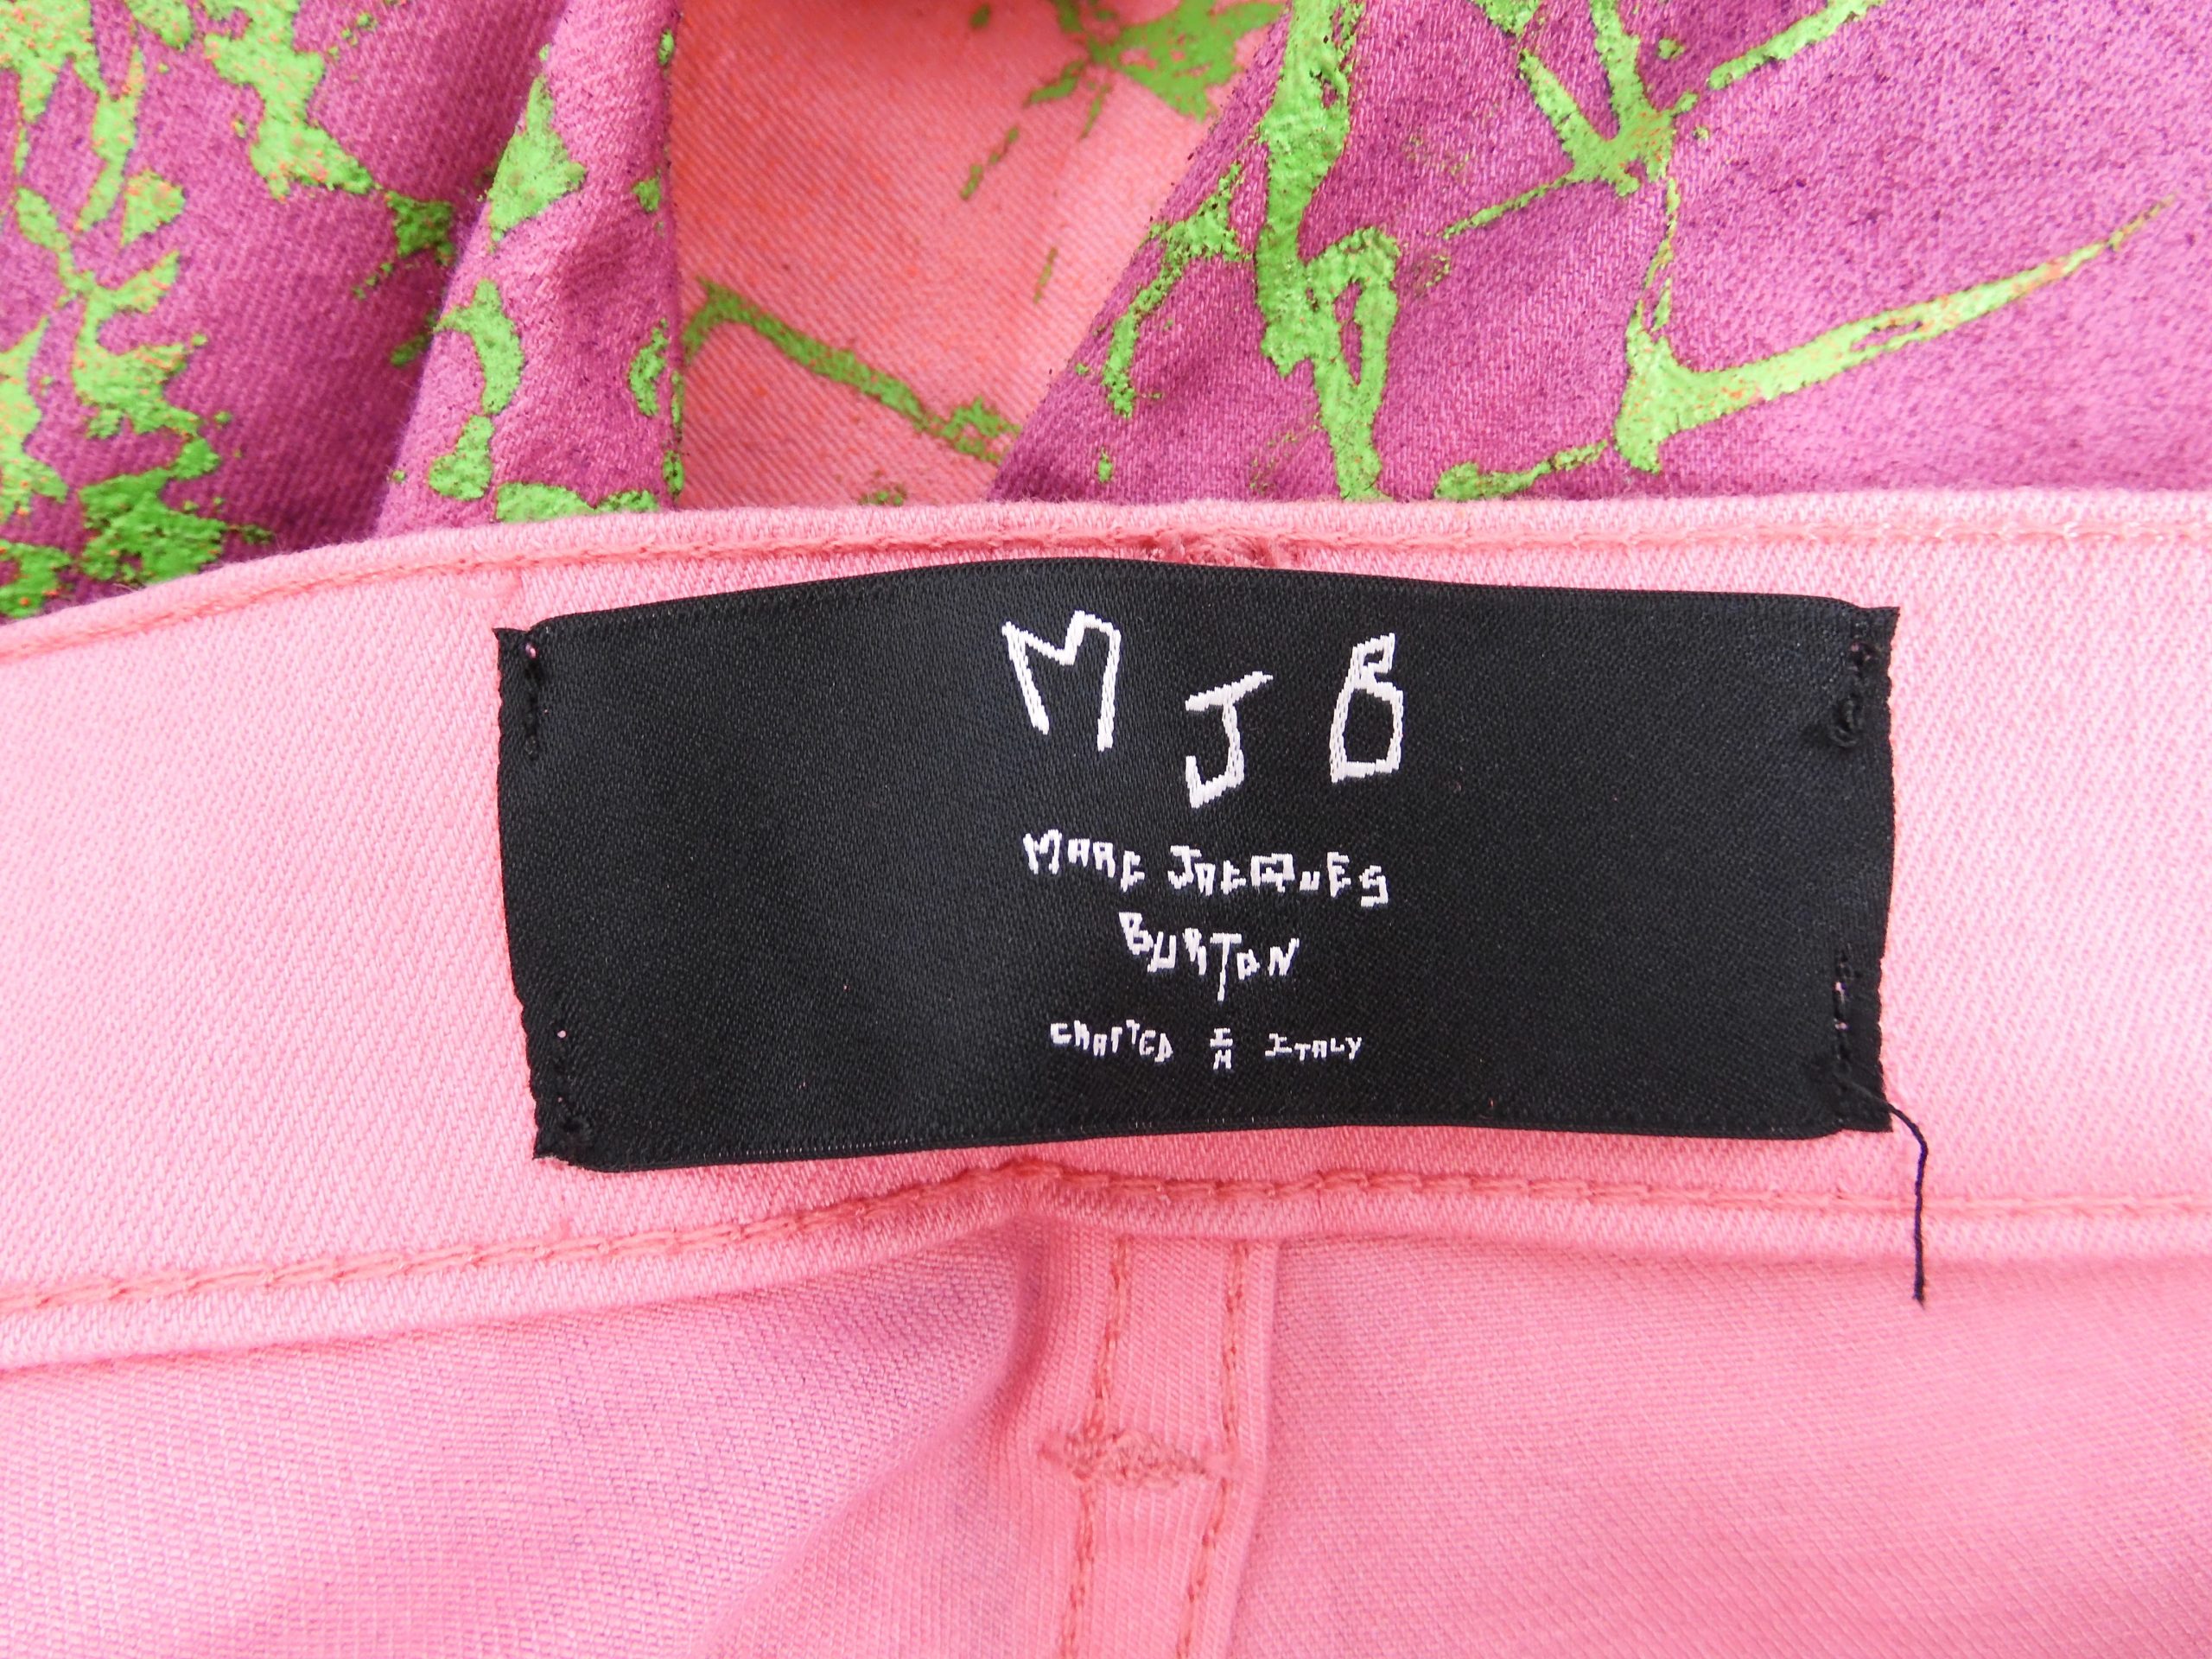 MJB
MARC JACQUES
BURTON
CRAFTED IN ITALY